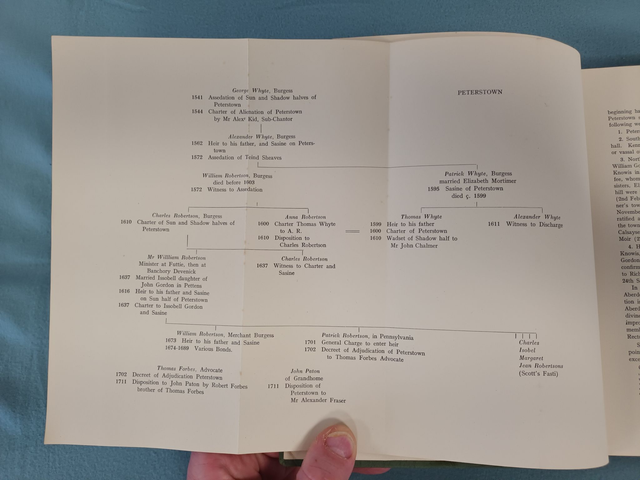 PETERSTOWN
George Whyte, Burgess
1541 Assedation of Sun and Shadow halves of
Peterstown
1544 Charter of Alienation of Peterstown
by Mr Alexr Kid, Sub-Chantor
Alexander Whyte, Burgess
1562 Heir to his father, and Sasine on Peters-
town
1572 Assedation of Teind Sheaves
William Robertson, Burgess
died before 1603
1572 Witness to Assedation
Patrick Whyte, Burgess
married Elizabeth Mortimer
1595 Sasine of Peterstown
died c. 1599
Charles Robertson, Burgess
1610 Charter of Sun and Shadow halves of
Peterstown
Anna Robertson
1600 Charter Thomas Whyte
to A. R.
1610 Disposition to
Charles Robertson
Thomas Whyte
1599 Heir to his father
1600 Charter of Peterstown
1610 Wadset of Shadow half to
Mr John Chalmer
Alexander Whyte
1611 Witness to Discharge
Mr William Robertson
Minister at Futtie, then at
Banchory Devenick
1637 Married Issobell daughter of
John Gordon in Pettens
1616 Heir to his father and Sasine
on Sun half of Peterstown
1637 Charter to Issobell Gordon
and Sasine
Charles Robertson
1637 Witness to Charter and
Sasine
William Robertson, Merchant Burgess
1673 Heir to his father and Sasine
1674-1689 Various Bonds.
Patrick Robertson, in Pennsylvania
1701 General Charge to enter heir
1702 Decreet of Adjudication of Peterstown
to Thomas Forbes Advocate
Charles
Isobel
Margaret
Jean Robertsons
(Scott's Fasti)
Thomas Forbes, Advocate
1702 Decreet of Adjudication Peterstown
1711 Disposition to John Paton by Robert Forbes
brother of Thomas Forbes
John Paton
of Grandhome
1711 Disposition of
Peterstown to
Mr Alexander Fraser